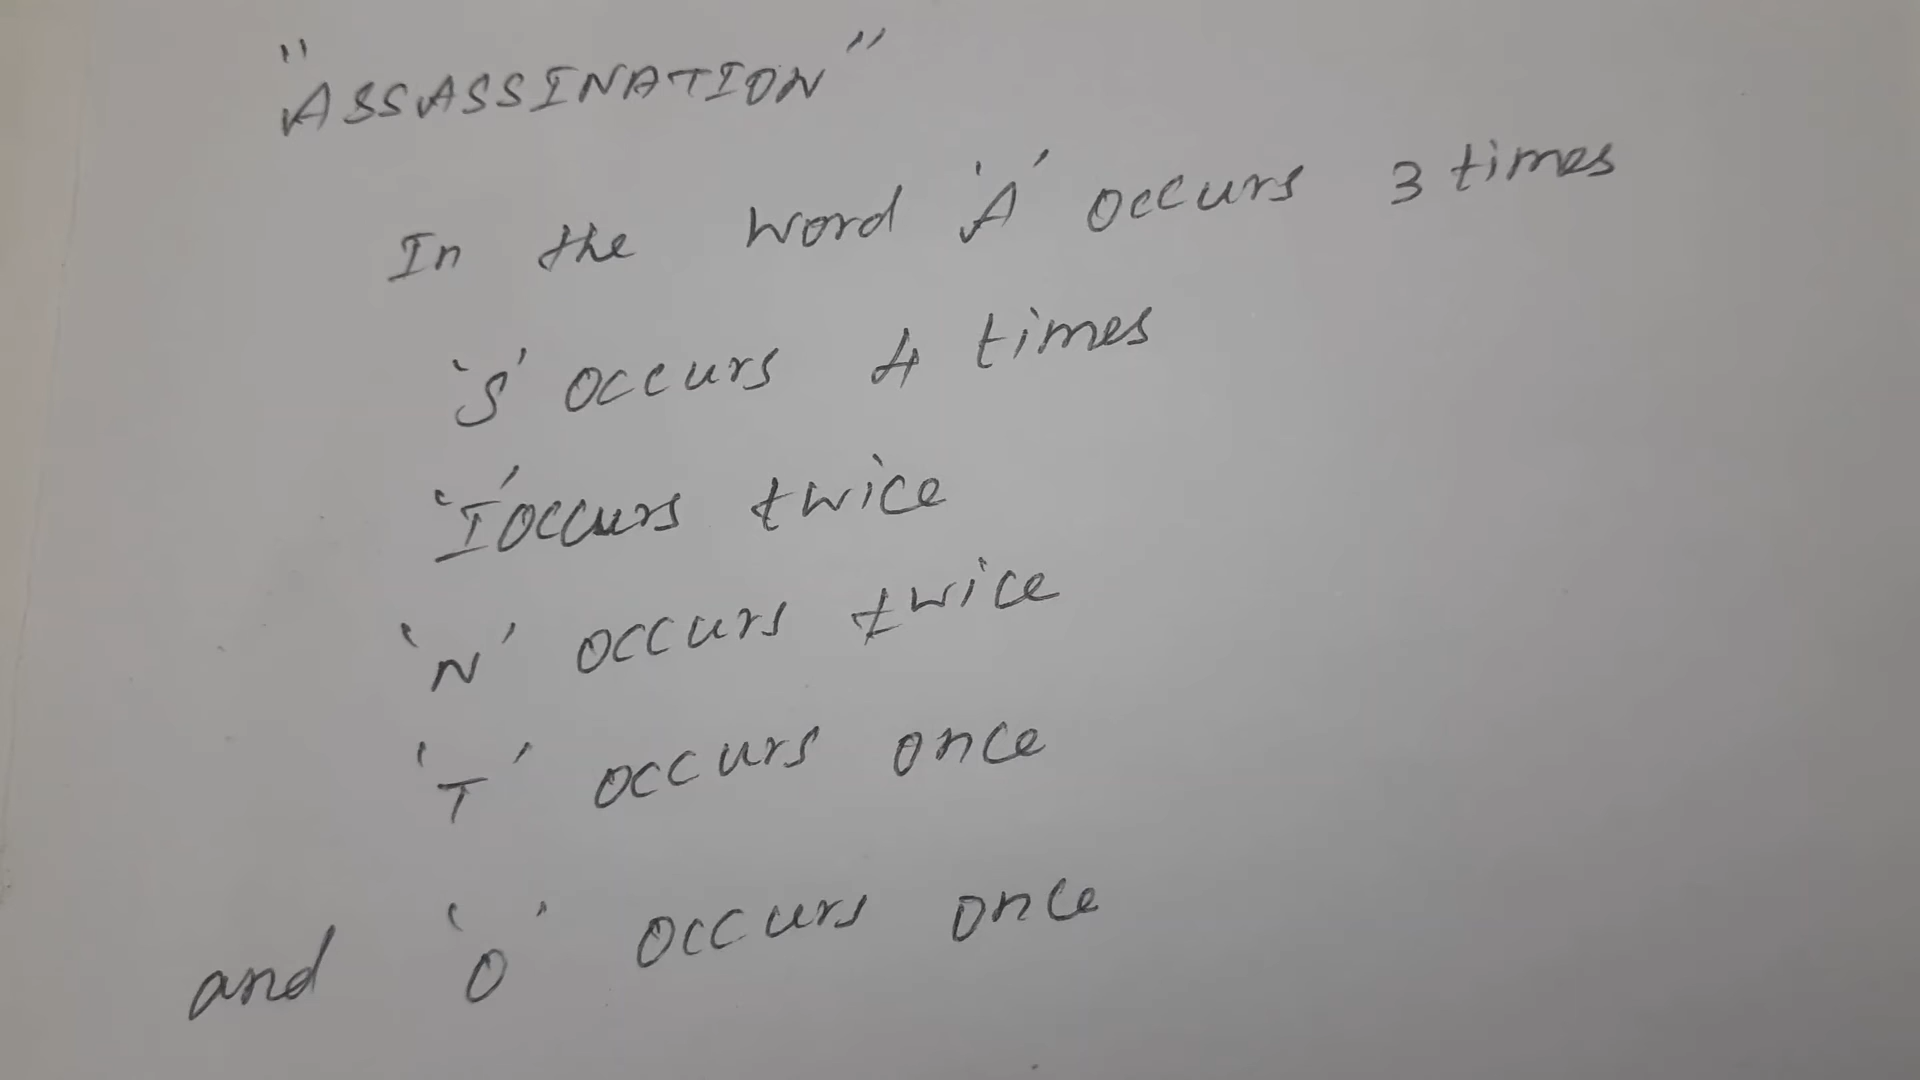 "ASSASSINATION"
In the word 'A' occurs 3 times
'S' occurs 4 times
'I' occurs twice
'N' occurs twice
'T' occurs once
and 'O' occurs once